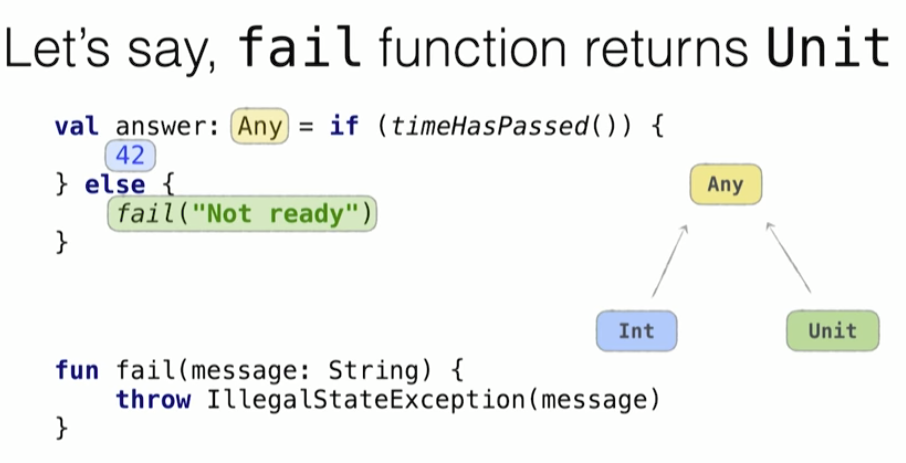 Let's say, fail function returns Unit
val answer: Any = if (timeHasPassed()) {
42
} else {
fail("Not ready")
}
Any
Int
Unit
fun fail(message: String) {
throw IllegalStateException(message)
}